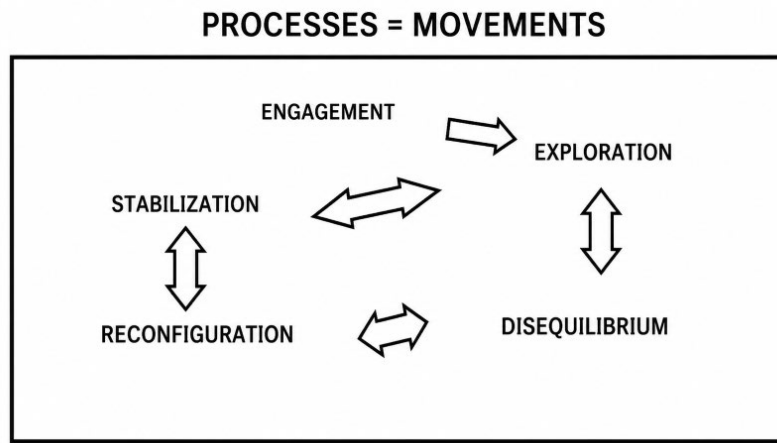 PROCESSES = MOVEMENTS
ENGAGEMENT
EXPLORATION
STABILIZATION
RECONFIGURATION
DISEQUILIBRIUM